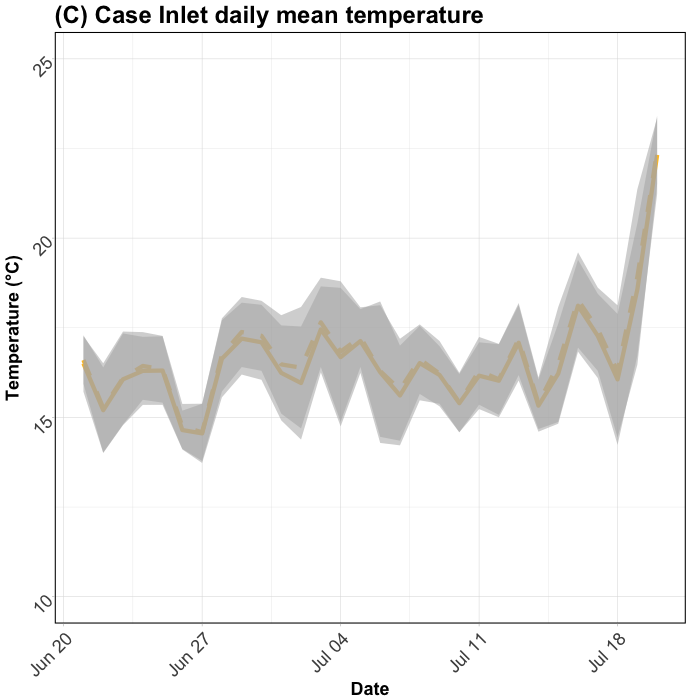 (C) Case Inlet daily mean temperature
25
20
15
10
Temperature (°C)
Jun 20
Jun 27
Jul 04
Jul 11
Jul 18
Date